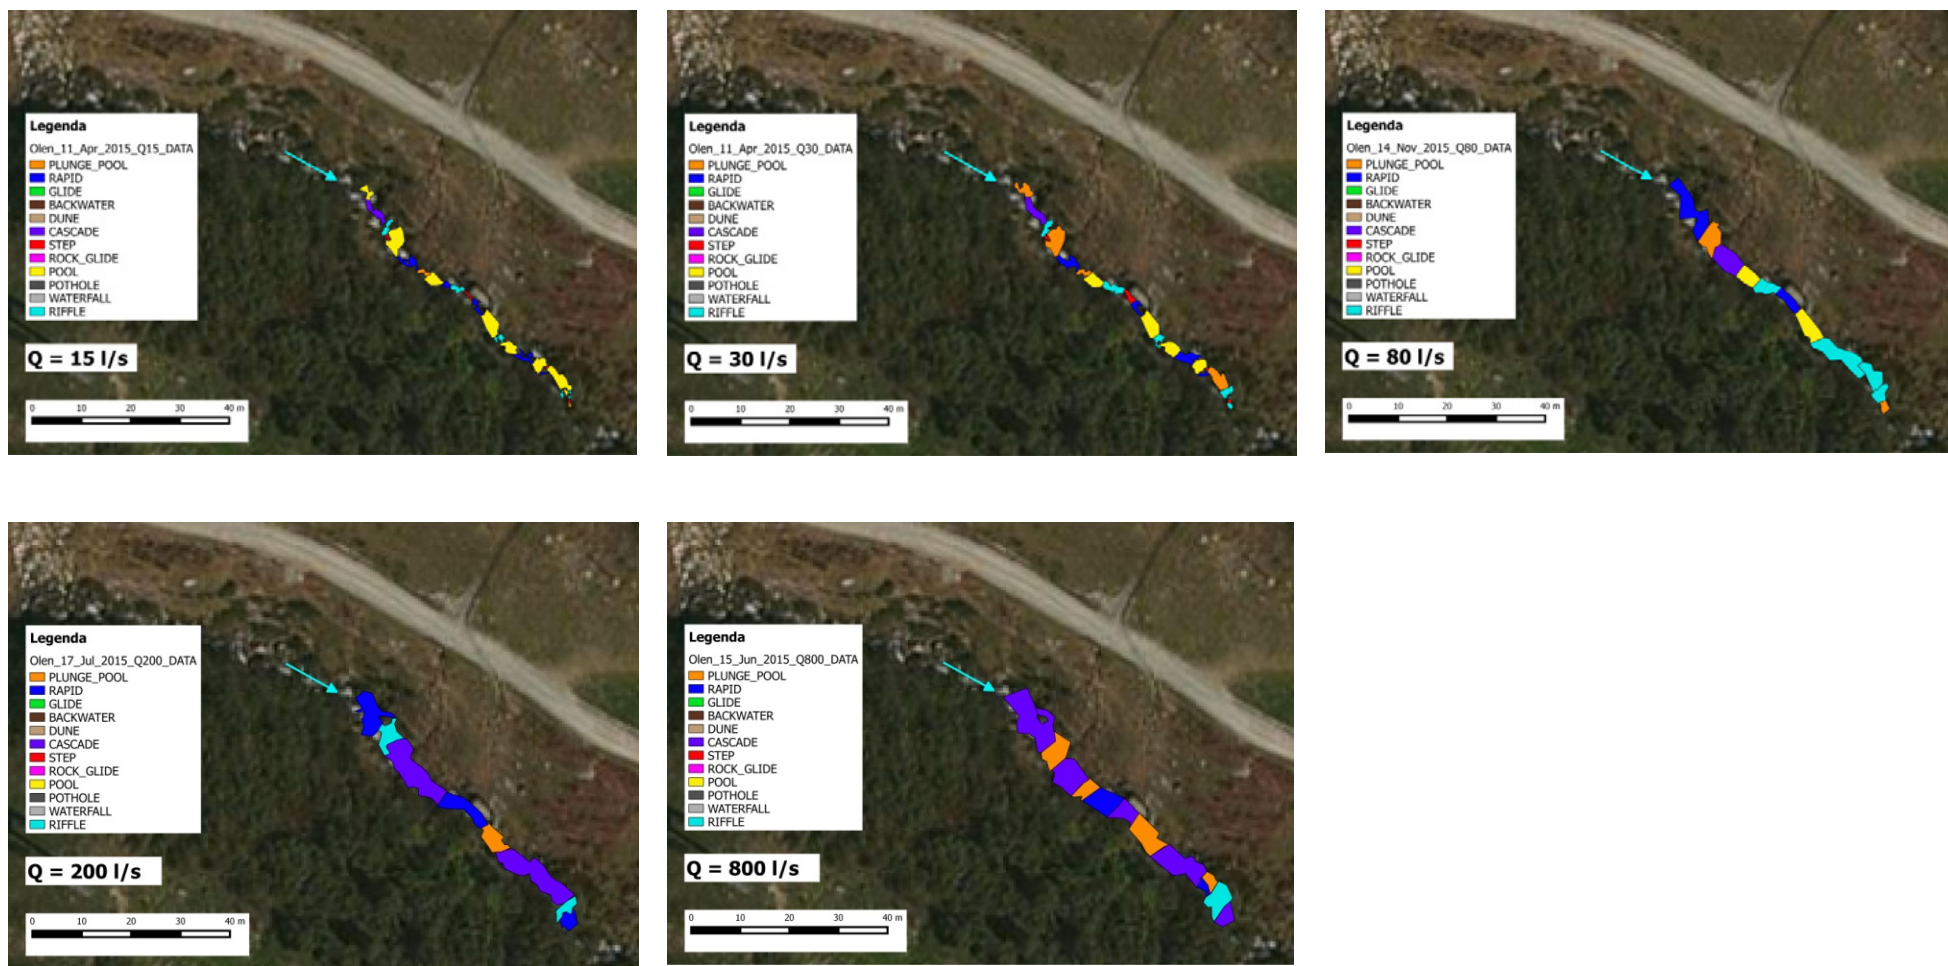 Legenda
Olen_11_Apr_2015_Q15_DATA
PLUNGE_POOL
RAPID
GLIDE
BACKWATER
DUNE
CASCADE
STEP
ROCK_GLIDE
POOL
POTHOLE
WATERFALL
RIFFLE
Q = 15 l/s
0 10 20 30 40 m
Legenda
Olen_11_Apr_2015_Q30_DATA
PLUNGE_POOL
RAPID
GLIDE
BACKWATER
DUNE
CASCADE
STEP
ROCK_GLIDE
POOL
POTHOLE
WATERFALL
RIFFLE
Q = 30 l/s
0 10 20 30 40 m
Legenda
Olen_14_Nov_2015_Q80_DATA
PLUNGE_POOL
RAPID
GLIDE
BACKWATER
DUNE
CASCADE
STEP
ROCK_GLIDE
POOL
POTHOLE
WATERFALL
RIFFLE
Q = 80 l/s
0 10 20 30 40 m
Legenda
Olen_17_Jul_2015_Q200_DATA
PLUNGE_POOL
RAPID
GLIDE
BACKWATER
DUNE
CASCADE
STEP
ROCK_GLIDE
POOL
POTHOLE
WATERFALL
RIFFLE
Q = 200 l/s
0 10 20 30 40 m
Legenda
Olen_15_Jun_2015_Q800_DATA
PLUNGE_POOL
RAPID
GLIDE
BACKWATER
DUNE
CASCADE
STEP
ROCK_GLIDE
POOL
POTHOLE
WATERFALL
RIFFLE
Q = 800 l/s
0 10 20 30 40 m